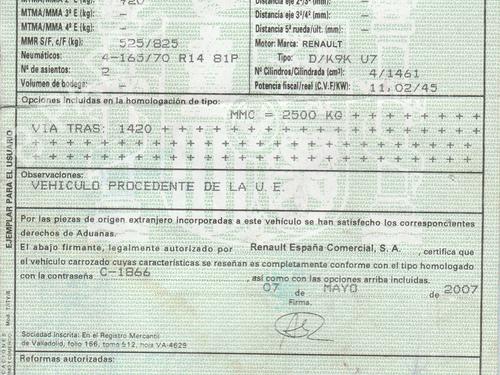 MTMA/MMA 2º E (kg): 920
MTMA/MMA 3º E (kg): —
MTMA/MMA 4º E (kg): —
MMR S/F, c/F (kg): 525/825
Neumáticos: 4-165/70 R14 81P
Nº de asientos: 2
Volumen de bodega: —
Distancia eje 2º/3º (mm): —
Distancia eje 3º/4º (mm): —
Distancia 5ª rueda/ult. (mm): —
Motor: Marca: RENAULT
Tipo: D/K9K U7
Nº Cilindros/Cilindrada (cm³): 4/1461
Potencia fiscal/real (C.V.F/KW): 11,02/45
Opciones incluidas en la homologación de tipo:
MMC = 2500 KG + + + + + + +
VIA TRAS: 1420 + + + + + + + + + + + + + + + + +
+ + + + + + + + + + + + + + + + + + + + + + + +
Observaciones:
VEHICULO PROCEDENTE DE LA U.E.
Por las piezas de origen extranjero incorporadas a este vehículo se han satisfecho los correspondientes
derechos de Aduanas.
El abajo firmante, legalmente autorizado por Renault España Comercial, S. A. , certifica que
el vehículo carrozado cuyas características se reseñan es completamente conforme con el tipo homologado
con la contraseña C-1866 , así como con las opciones arriba incluidas.
07 de MAYO de 2007
Firma.
Sociedad inscrita: En el Registro Mercantil
de Valladolid, folio 166, tomo 512, hoja VA-4629
Reformas autorizadas:
EJEMPLAR PARA EL USUARIO